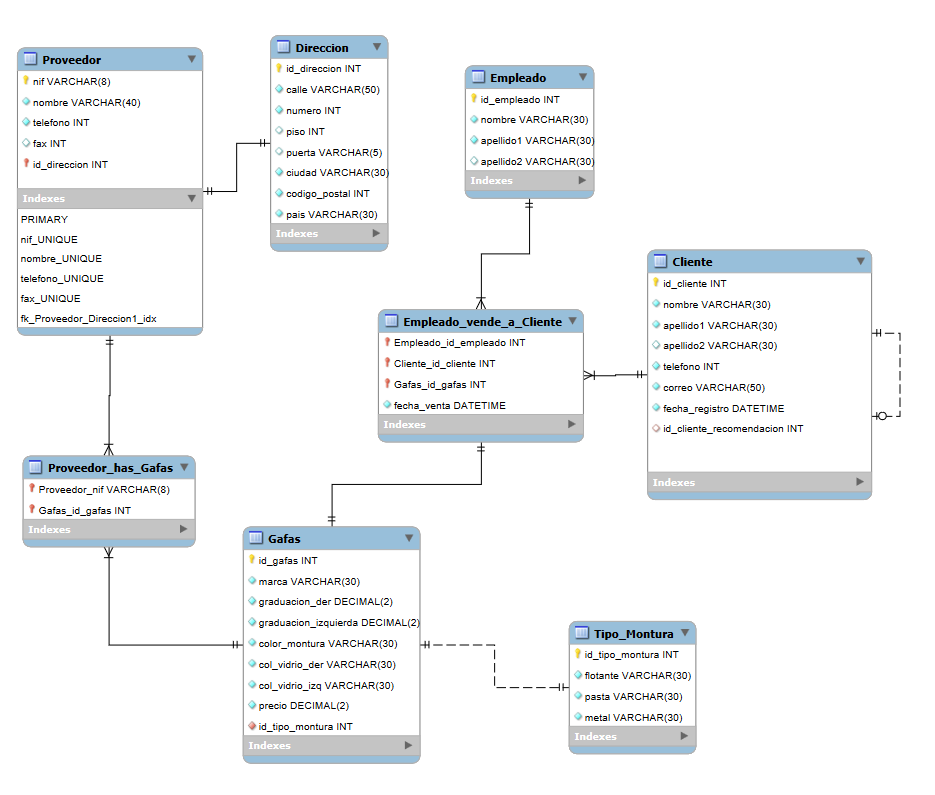 Proveedor
nif VARCHAR(8)
nombre VARCHAR(40)
telefono INT
fax INT
id_direccion INT
Indexes
PRIMARY
nif_UNIQUE
nombre_UNIQUE
telefono_UNIQUE
fax_UNIQUE
fk_Proveedor_Direccion1_idx
Direccion
id_direccion INT
calle VARCHAR(50)
numero INT
piso INT
puerta VARCHAR(5)
ciudad VARCHAR(30)
codigo_postal INT
pais VARCHAR(30)
Indexes
Empleado
id_empleado INT
nombre VARCHAR(30)
apellido1 VARCHAR(30)
apellido2 VARCHAR(30)
Indexes
Cliente
id_cliente INT
nombre VARCHAR(30)
apellido1 VARCHAR(30)
apellido2 VARCHAR(30)
telefono INT
correo VARCHAR(50)
fecha_registro DATETIME
id_cliente_recomendacion INT
Indexes
Empleado_vende_a_Cliente
Empleado_id_empleado INT
Cliente_id_cliente INT
Gafas_id_gafas INT
fecha_venta DATETIME
Indexes
Proveedor_has_Gafas
Proveedor_nif VARCHAR(8)
Gafas_id_gafas INT
Indexes
Gafas
id_gafas INT
marca VARCHAR(30)
graduacion_der DECIMAL(2)
graduacion_izquierda DECIMAL(2)
color_montura VARCHAR(30)
col_vidrio_der VARCHAR(30)
col_vidrio_izq VARCHAR(30)
precio DECIMAL(2)
id_tipo_montura INT
Indexes
Tipo_Montura
id_tipo_montura INT
flotante VARCHAR(30)
pasta VARCHAR(30)
metal VARCHAR(30)
Indexes